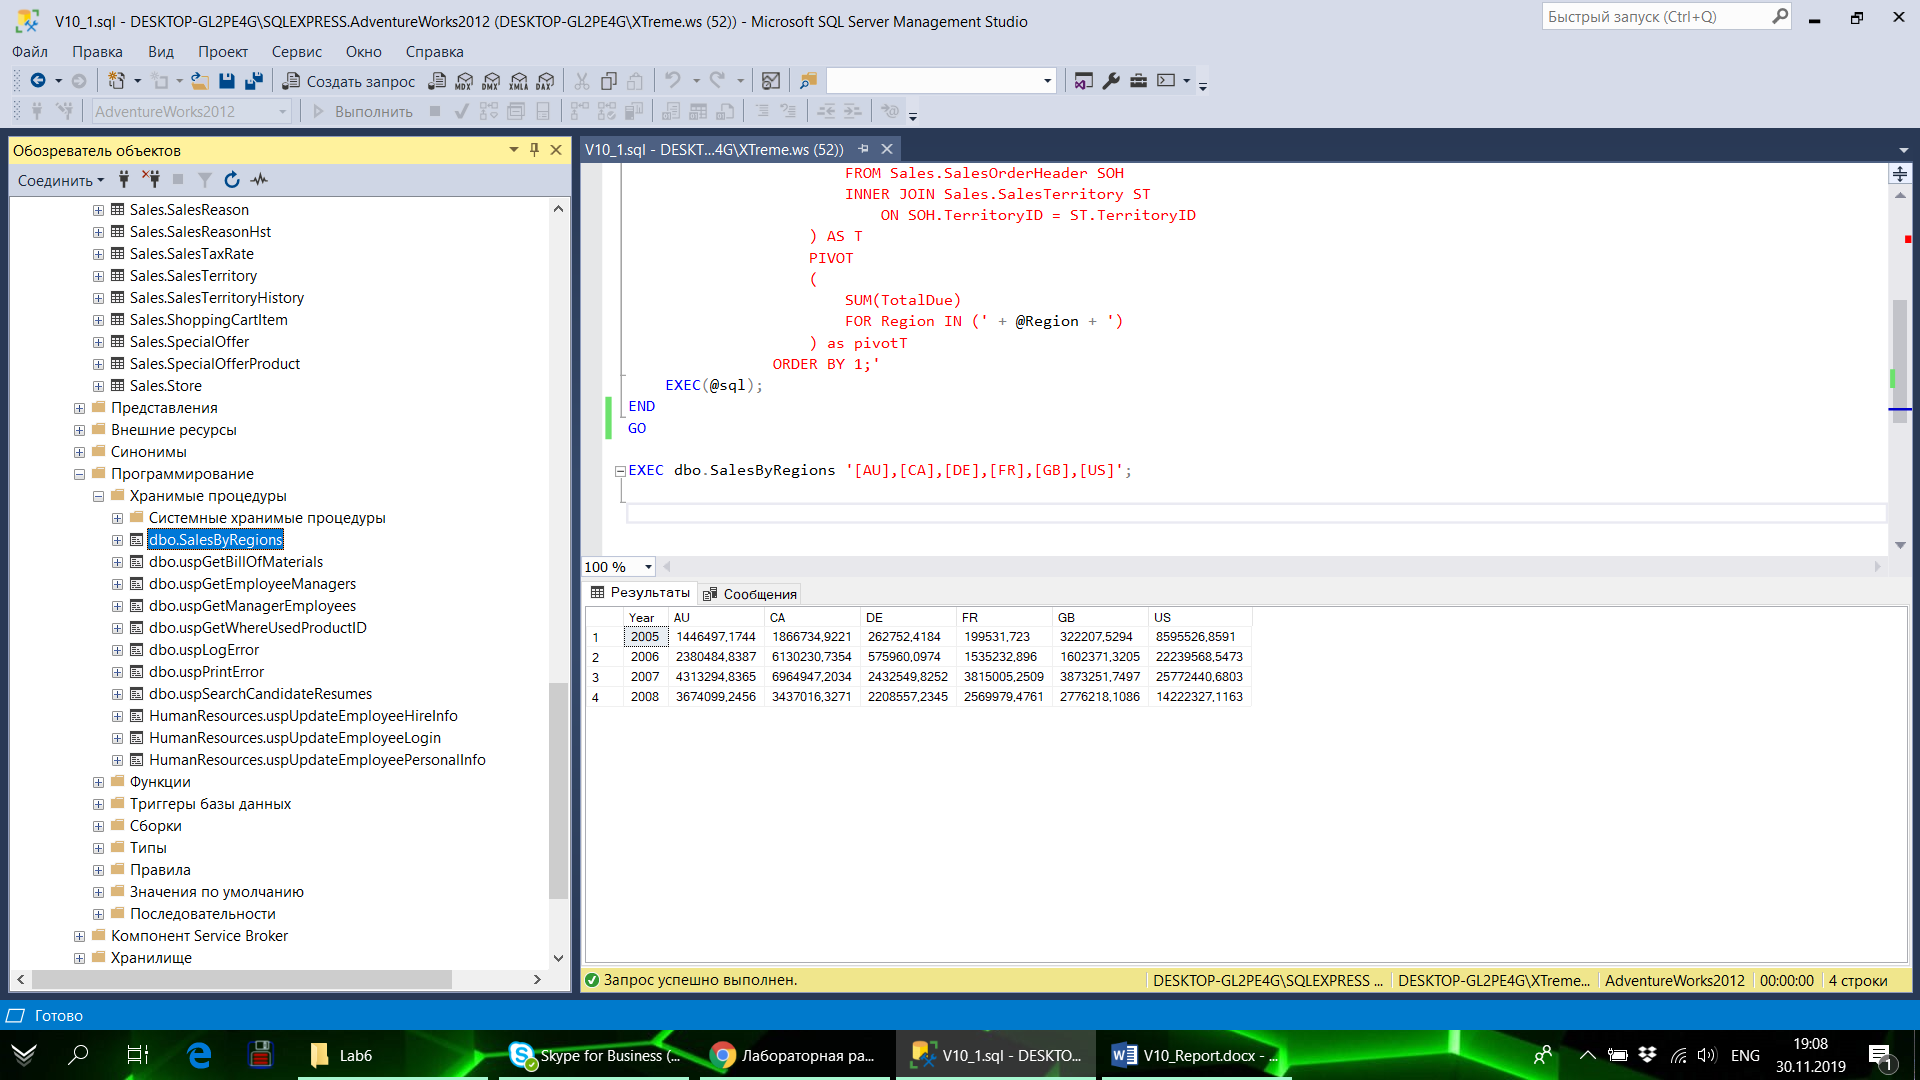 V10_1.sql - DESKTOP-GL2PE4G\SQLEXPRESS.AdventureWorks2012 (DESKTOP-GL2PE4G\XTreme.ws (52)) - Microsoft SQL Server Management Studio
Быстрый запуск (Ctrl+Q)
Файл Правка Вид Проект Сервис Окно Справка
Создать запрос MDX DMX XMLA DAX
AdventureWorks2012 Выполнить
Обозреватель объектов
Соединить
Sales.SalesReason
Sales.SalesReasonHst
Sales.SalesTaxRate
Sales.SalesTerritory
Sales.SalesTerritoryHistory
Sales.ShoppingCartItem
Sales.SpecialOffer
Sales.SpecialOfferProduct
Sales.Store
Представления
Внешние ресурсы
Синонимы
Программирование
Хранимые процедуры
Системные хранимые процедуры
dbo.SalesByRegions
dbo.uspGetBillOfMaterials
dbo.uspGetEmployeeManagers
dbo.uspGetManagerEmployees
dbo.uspGetWhereUsedProductID
dbo.uspLogError
dbo.uspPrintError
dbo.uspSearchCandidateResumes
HumanResources.uspUpdateEmployeeHireInfo
HumanResources.uspUpdateEmployeeLogin
HumanResources.uspUpdateEmployeePersonalInfo
Функции
Триггеры базы данных
Сборки
Типы
Правила
Значения по умолчанию
Последовательности
Компонент Service Broker
Хранилище
V10_1.sql - DESKT...4G\XTreme.ws (52))
FROM Sales.SalesOrderHeader SOH
INNER JOIN Sales.SalesTerritory ST
ON SOH.TerritoryID = ST.TerritoryID
) AS T
PIVOT
(
SUM(TotalDue)
FOR Region IN (' + @Region + ')
) as pivotT
ORDER BY 1;'
EXEC(@sql);
END
GO
EXEC dbo.SalesByRegions '[AU],[CA],[DE],[FR],[GB],[US]';
100 %
Результаты Сообщения
Year AU CA DE FR GB US
1 2005 1446497,1744 1866734,9221 262752,4184 199531,723 322207,5294 8595526,8591
2 2006 2380484,8387 6130230,7354 575960,0974 1535232,896 1602371,3205 22239568,5473
3 2007 4313294,8365 6964947,2034 2432549,8252 3815005,2509 3873251,7497 25772440,6803
4 2008 3674099,2456 3437016,3271 2208557,2345 2569979,4761 2776218,1086 14222327,1163
Запрос успешно выполнен. DESKTOP-GL2PE4G\SQLEXPRESS ... DESKTOP-GL2PE4G\XTreme... AdventureWorks2012 00:00:00 4 строки
Готово
Lab6 Skype for Business (... Лабораторная ра... V10_1.sql - DESKTO... V10_Report.docx - ... ENG 19:08
30.11.2019 1